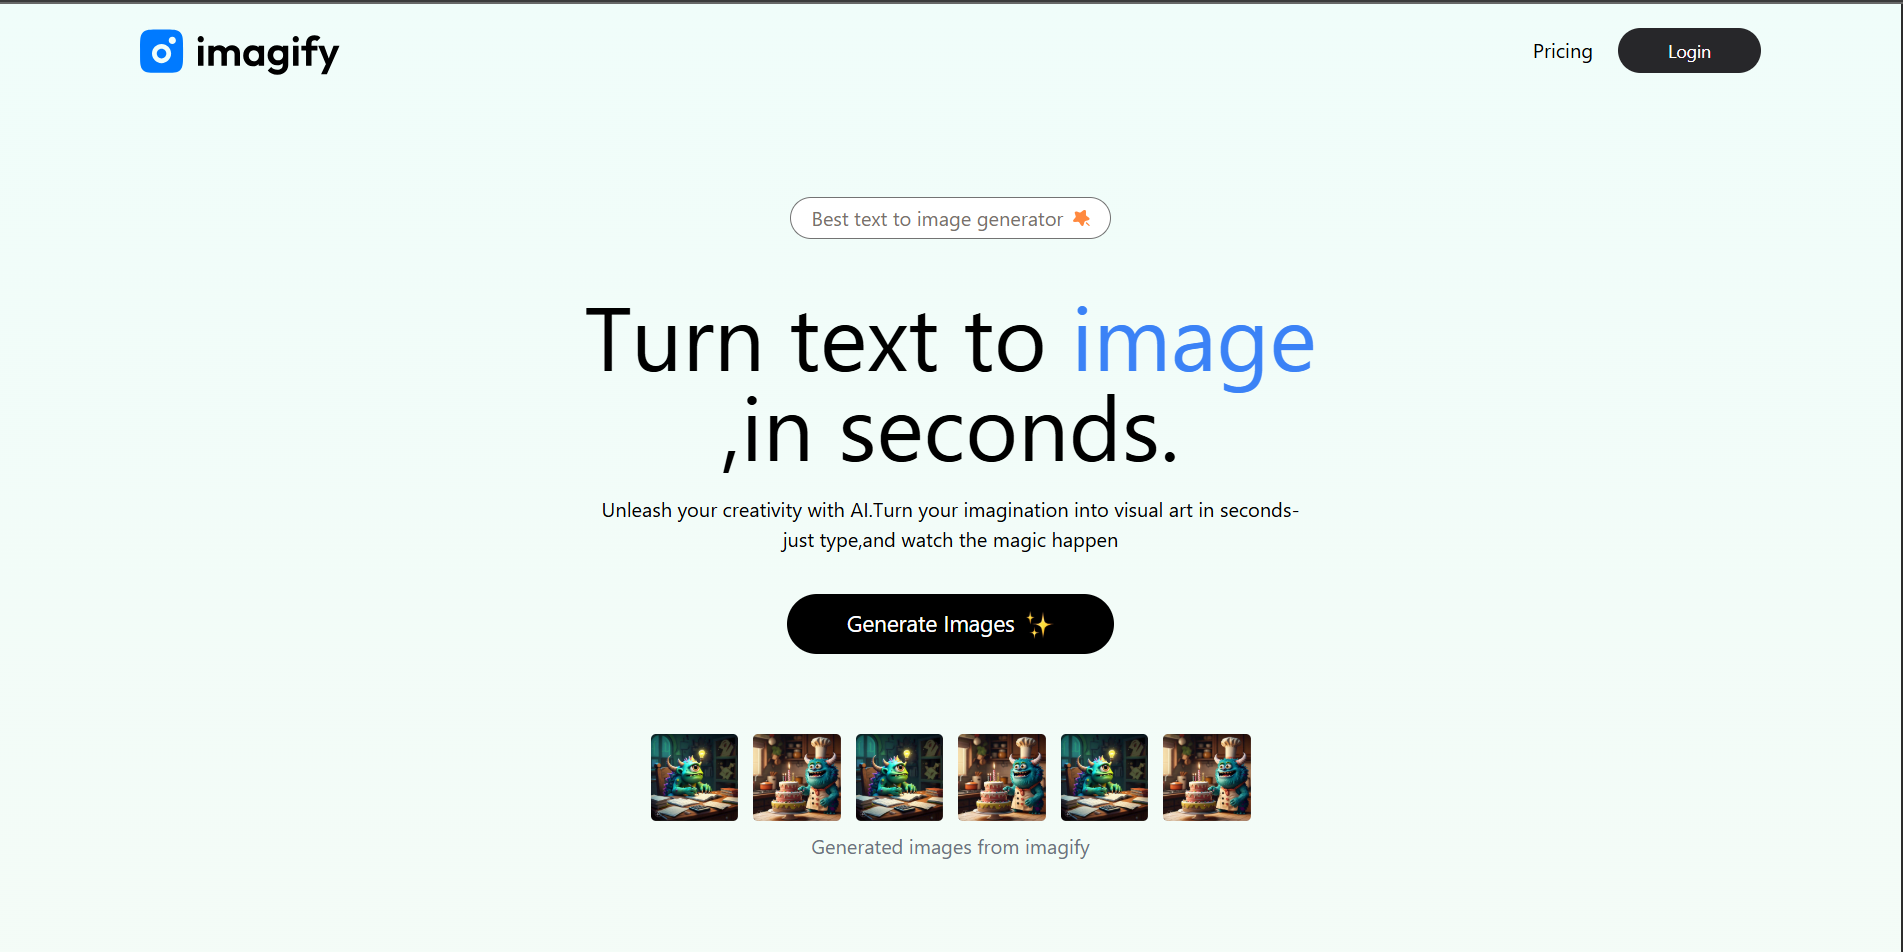 imagify
Pricing
Login
Best text to image generator
Turn text to image
,in seconds.
Unleash your creativity with AI.Turn your imagination into visual art in seconds-
just type,and watch the magic happen
Generate Images ✨
Generated images from imagify